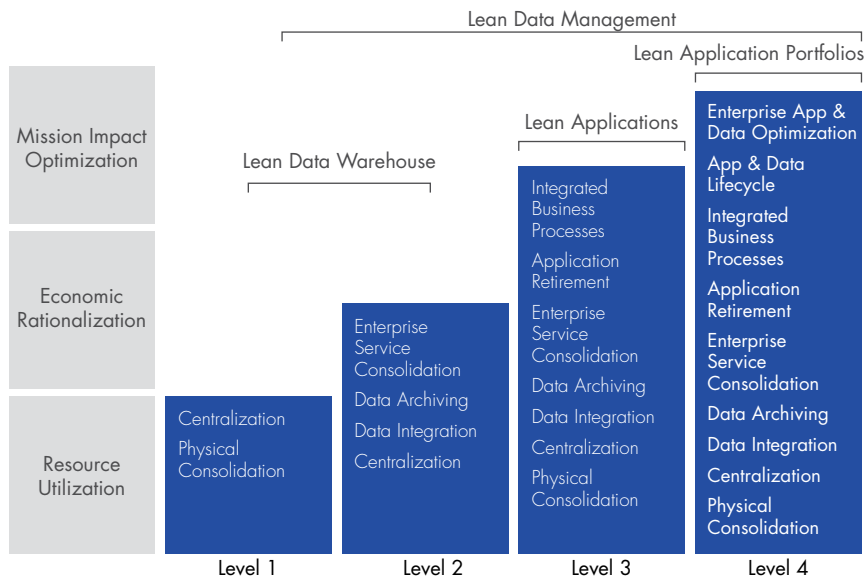 Lean Data Management
Lean Application Portfolios
Lean Applications
Lean Data Warehouse
Mission Impact
Optimization
Economic
Rationalization
Resource
Utilization
Centralization
Physical
Consolidation
Level 1
Enterprise
Service
Consolidation
Data Archiving
Data Integration
Centralization
Level 2
Integrated
Business
Processes
Application
Retirement
Enterprise
Service
Consolidation
Data Archiving
Data Integration
Centralization
Physical
Consolidation
Level 3
Enterprise App &
Data Optimization
App & Data
Lifecycle
Integrated
Business
Processes
Application
Retirement
Enterprise
Service
Consolidation
Data Archiving
Data Integration
Centralization
Physical
Consolidation
Level 4